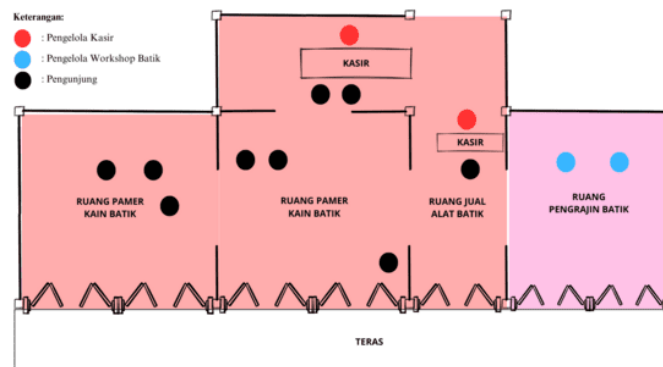 Keterangan:
: Pengelola Kasir
: Pengelola Workshop Batik
: Pengunjung
KASIR
KASIR
RUANG PAMER
KAIN BATIK
RUANG PAMER
KAIN BATIK
RUANG JUAL
ALAT BATIK
RUANG
PENGRAJIN BATIK
TERAS